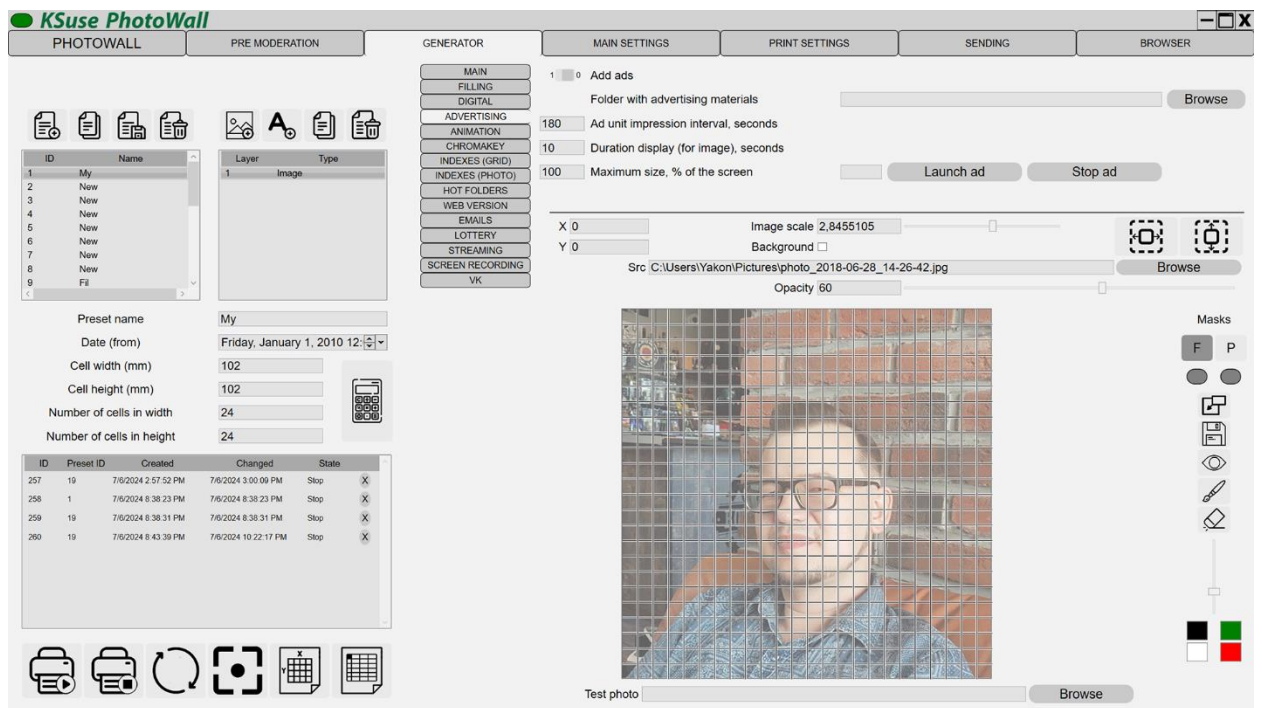 KSuse PhotoWall
PHOTOWALL PRE MODERATION GENERATOR MAIN SETTINGS PRINT SETTINGS SENDING BROWSER
MAIN
FILLING
DIGITAL
ADVERTISING
ANIMATION
CHROMAKEY
INDEXES (GRID)
INDEXES (PHOTO)
HOT FOLDERS
WEB VERSION
EMAILS
LOTTERY
STREAMING
SCREEN RECORDING
VK
1 0 Add ads
Folder with advertising materials Browse
180 Ad unit impression interval, seconds
10 Duration display (for image), seconds
100 Maximum size, % of the screen Launch ad Stop ad
ID Name
1 My
2 New
3 New
4 New
5 New
6 New
7 New
8 New
9 Fil
Layer Type
1 Image
X 0 Image scale 2,8455105
Y 0 Background
Src C:\Users\Yakon\Pictures\photo_2018-06-28_14-26-42.jpg Browse
Opacity 60
Preset name My
Date (from) Friday, January 1, 2010 12:
Cell width (mm) 102
Cell height (mm) 102
Number of cells in width 24
Number of cells in height 24
ID Preset ID Created Changed State
257 19 7/6/2024 2:57:52 PM 7/6/2024 3:00:09 PM Stop X
258 1 7/6/2024 8:38:23 PM 7/6/2024 8:38:23 PM Stop X
259 19 7/6/2024 8:38:31 PM 7/6/2024 8:38:31 PM Stop X
260 19 7/6/2024 8:43:39 PM 7/6/2024 10:22:17 PM Stop X
Masks
F P
Test photo Browse